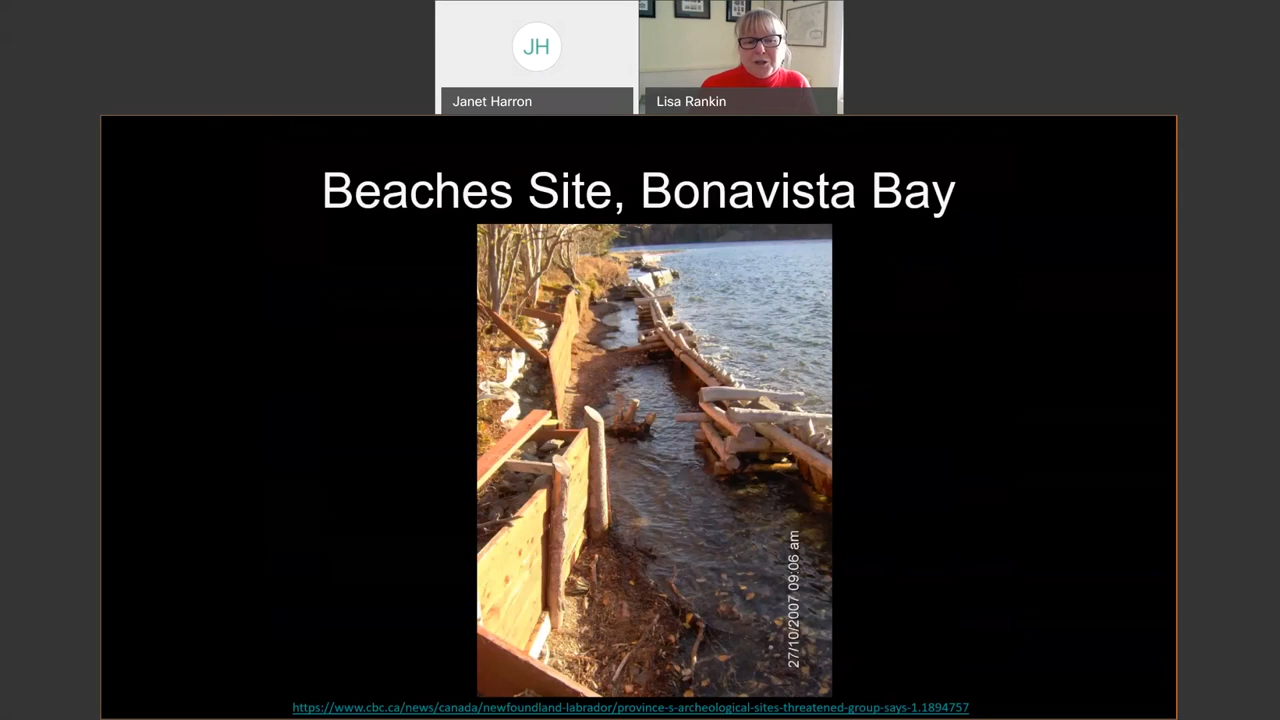 JH
Janet Harron
Lisa Rankin
Beaches Site, Bonavista Bay
27/10/2007 09:06 am
https://www.cbc.ca/news/canada/newfoundland-labrador/province-s-archeological-sites-threatened-group-says-1.1894757